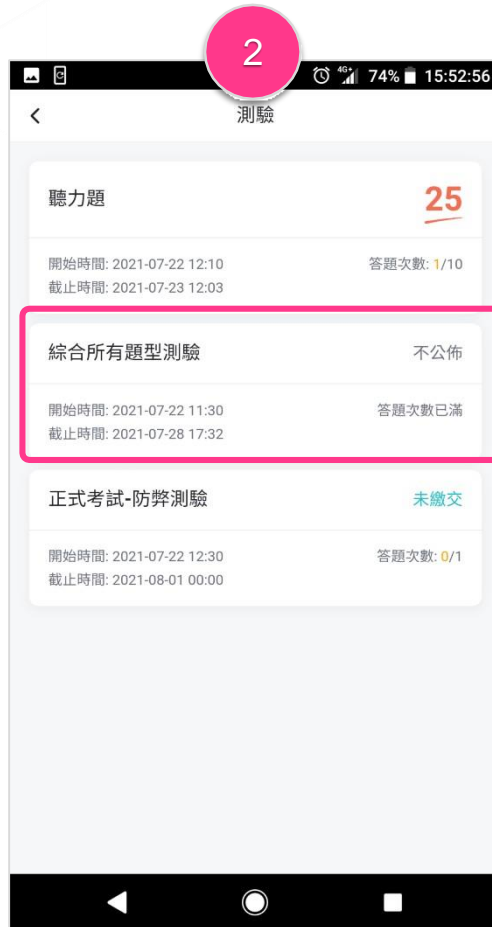 2
4G+ 74% 15:52:56
測驗
聽力題 25
開始時間: 2021-07-22 12:10 答題次數: 1/10
截止時間: 2021-07-23 12:03
綜合所有題型測驗 不公佈
開始時間: 2021-07-22 11:30 答題次數已滿
截止時間: 2021-07-28 17:32
正式考試-防弊測驗 未繳交
開始時間: 2021-07-22 12:30 答題次數: 0/1
截止時間: 2021-08-01 00:00